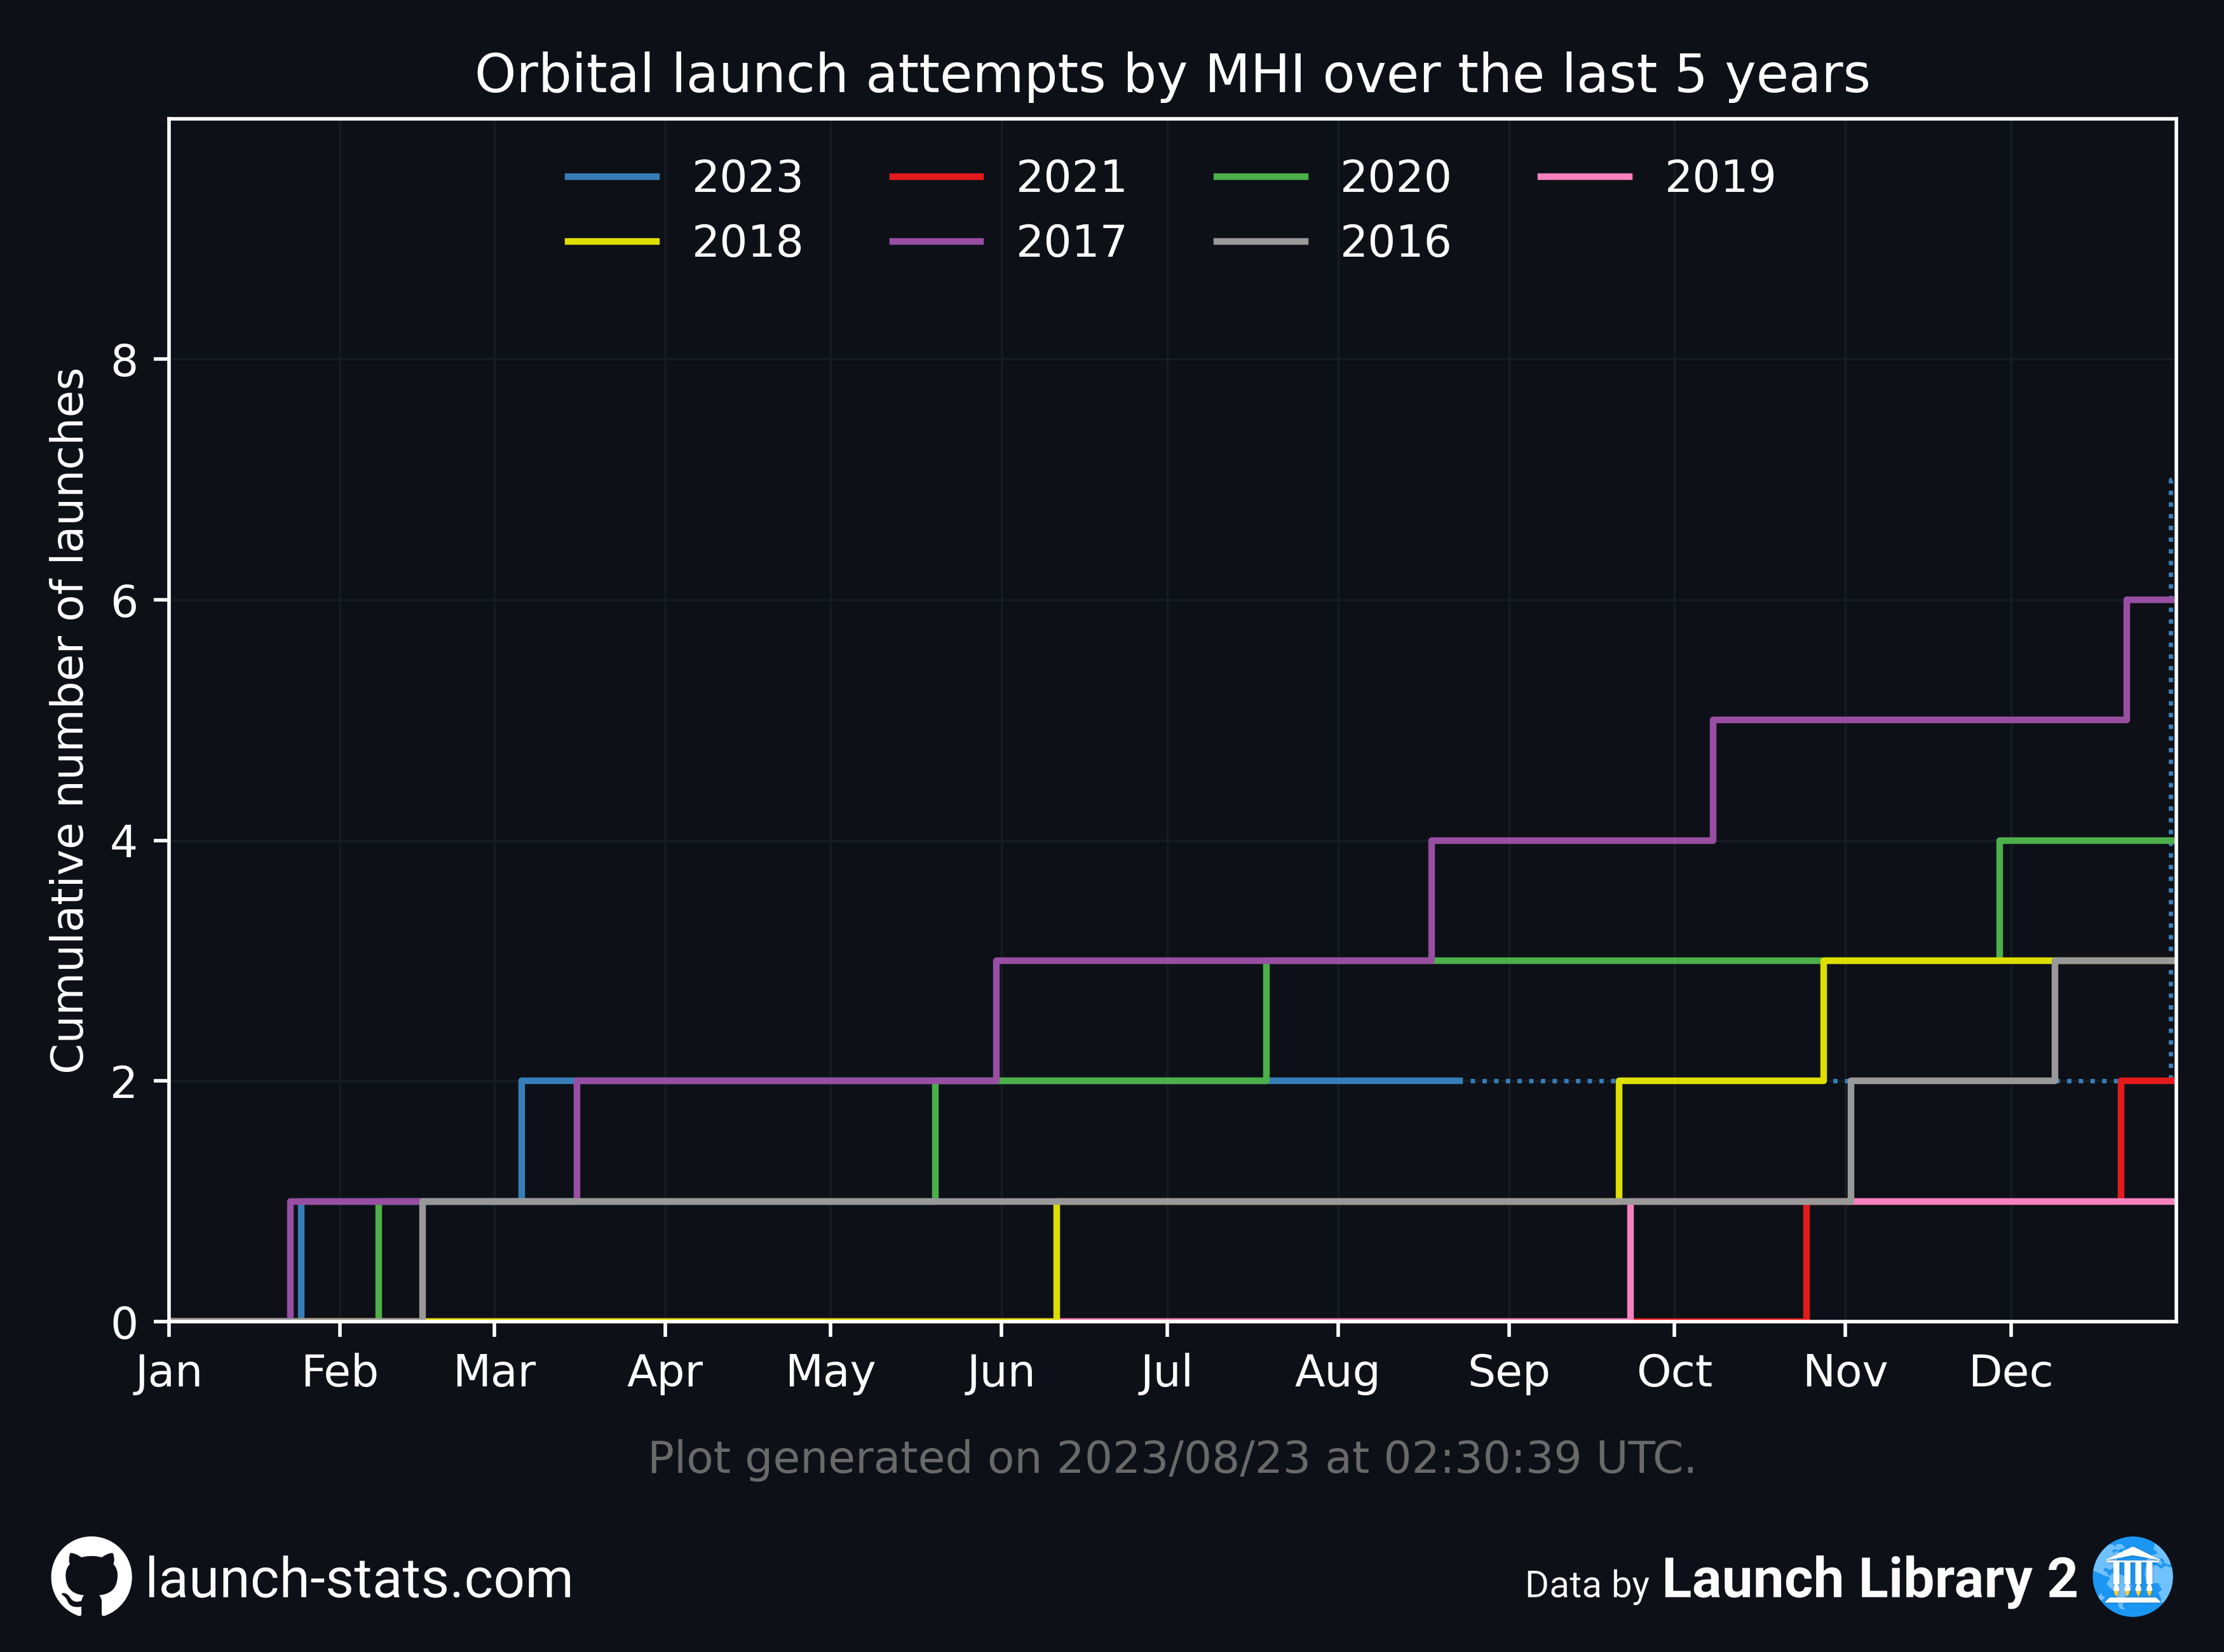 Orbital launch attempts by MHI over the last 5 years
2023 2021 2020 2019
2018 2017 2016
Cumulative number of launches
8
6
4
2
0
Jan Feb Mar Apr May Jun Jul Aug Sep Oct Nov Dec
Plot generated on 2023/08/23 at 02:30:39 UTC.
launch-stats.com
Data by Launch Library 2